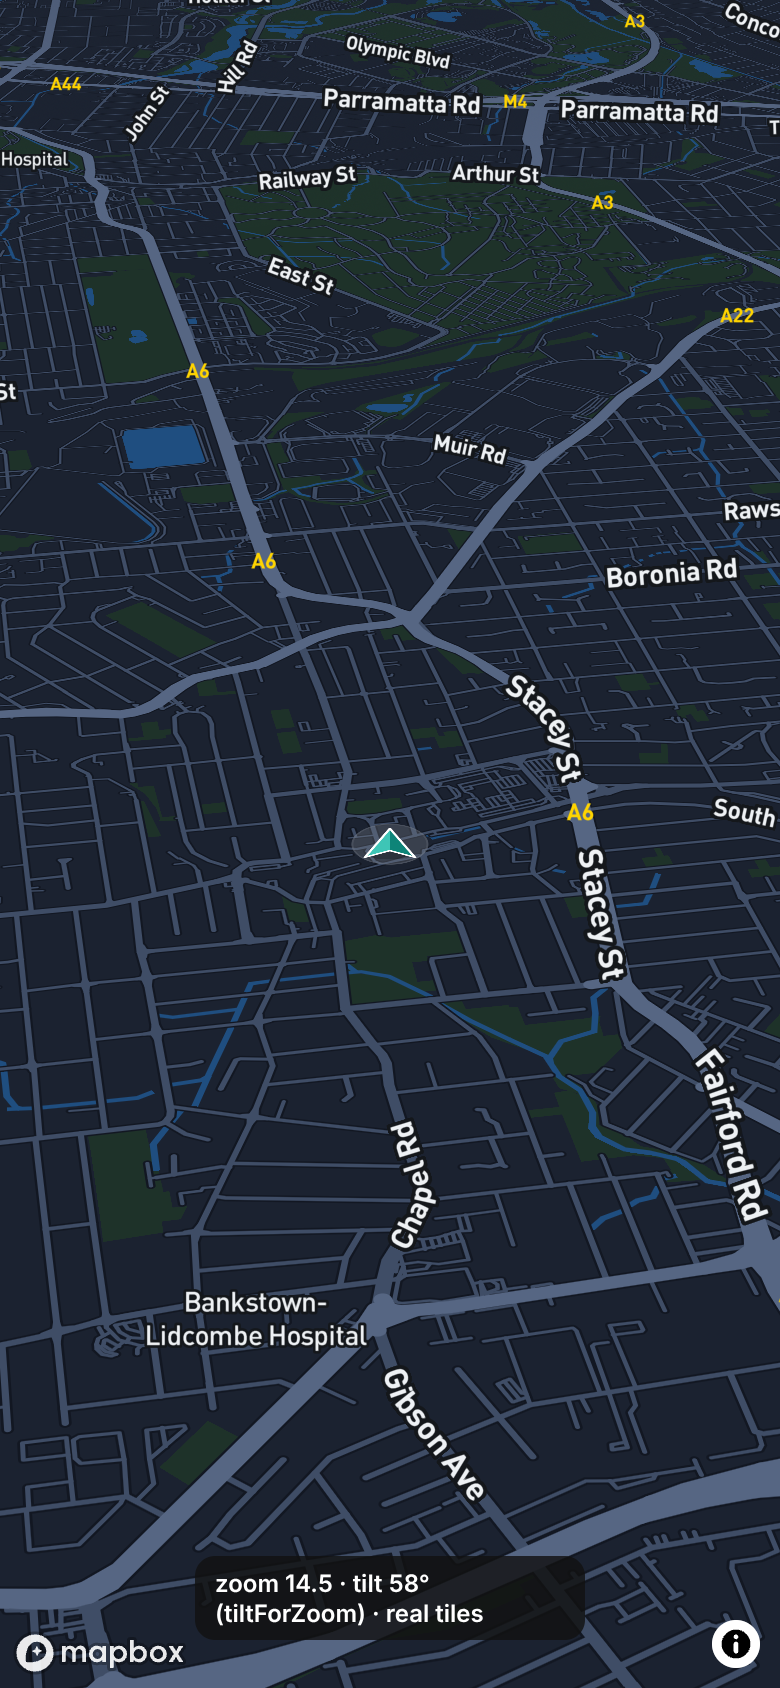 A3
Olympic Blvd
Hill Rd
A44
John St
Parramatta Rd
M4
Parramatta Rd
Hospital
Railway St
Arthur St
A3
East St
A22
A6
St
Muir Rd
A6
Boronia Rd
Stacey St
A6
South
Stacey St
Fairford Rd
Chapel Rd
Bankstown-
Lidcombe Hospital
Gibson Ave
zoom 14.5 · tilt 58°
(tiltForZoom) · real tiles
mapbox